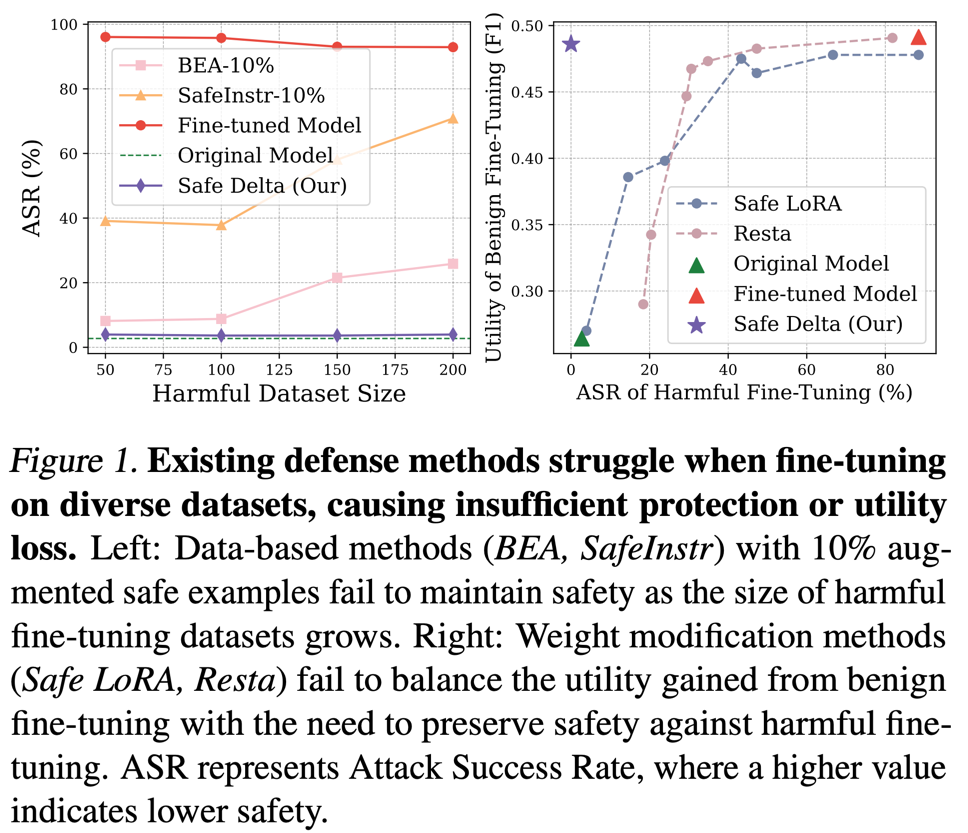 100
80
60
40
20
0
ASR (%)
BEA-10%
SafeInstr-10%
Fine-tuned Model
Original Model
Safe Delta (Our)
50
75
100
125
150
175
200
Harmful Dataset Size
0.50
0.45
0.40
0.35
0.30
Utility of Benign Fine-Tuning (F1)
Safe LoRA
Resta
Original Model
Fine-tuned Model
Safe Delta (Our)
0
20
40
60
80
ASR of Harmful Fine-Tuning (%)
Figure 1. Existing defense methods struggle when fine-tuning
on diverse datasets, causing insufficient protection or utility
loss. Left: Data-based methods (BEA, SafeInstr) with 10% aug-
mented safe examples fail to maintain safety as the size of harmful
fine-tuning datasets grows. Right: Weight modification methods
(Safe LoRA, Resta) fail to balance the utility gained from benign
fine-tuning with the need to preserve safety against harmful fine-
tuning. ASR represents Attack Success Rate, where a higher value
indicates lower safety.